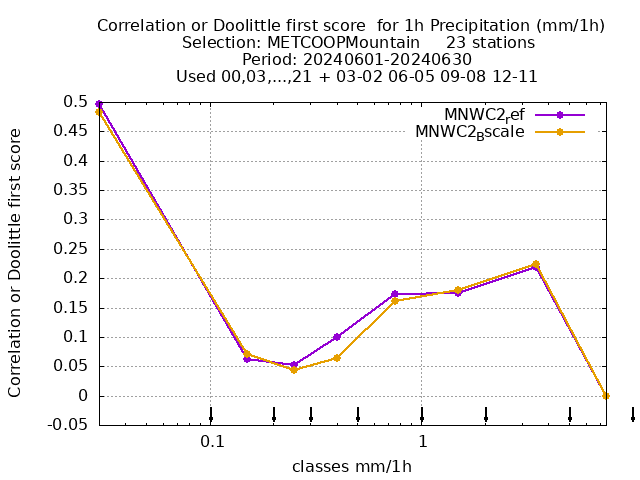 Correlation or Doolittle first score  for 1h Precipitation (mm/1h)
Selection: METCOOPMountain     23 stations
Period: 20240601-20240630
Used 00,03,...,21 + 03-02 06-05 09-08 12-11
MNWC2ref
MNWC2Bscale
Correlation or Doolittle first score
0.5
0.45
0.4
0.35
0.3
0.25
0.2
0.15
0.1
0.05
0
-0.05
0.1
1
classes mm/1h